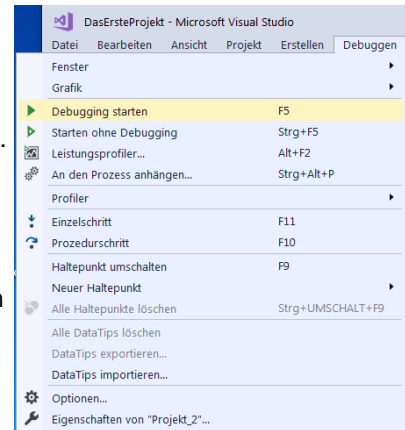 DasErsteProjekt - Microsoft Visual Studio
Datei Bearbeiten Ansicht Projekt Erstellen Debuggen
Fenster
Grafik
Debugging starten F5
Starten ohne Debugging Strg+F5
Leistungsprofiler... Alt+F2
An den Prozess anhängen... Strg+Alt+P
Profiler
Einzelschritt F11
Prozedurschritt F10
Haltepunkt umschalten F9
Neuer Haltepunkt
Alle Haltepunkte löschen Strg+UMSCHALT+F9
Alle DataTips löschen
DataTips exportieren...
DataTips importieren...
Optionen...
Eigenschaften von "Projekt_2"...